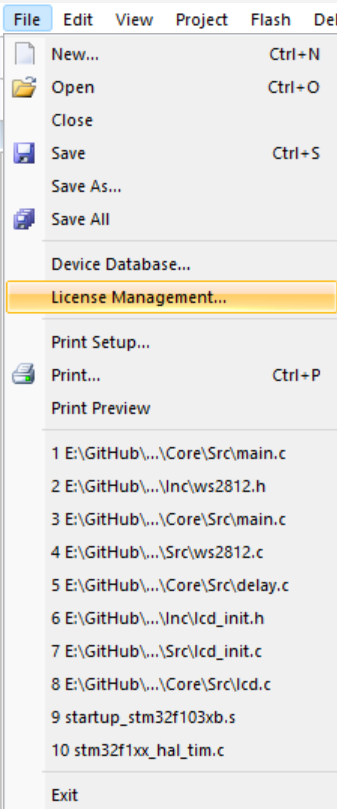 File Edit View Project Flash De
New... Ctrl+N
Open Ctrl+O
Close
Save Ctrl+S
Save As...
Save All
Device Database...
License Management...
Print Setup...
Print... Ctrl+P
Print Preview
1 E:\GitHub\...\Core\Src\main.c
2 E:\GitHub\...\Inc\ws2812.h
3 E:\GitHub\...\Core\Src\main.c
4 E:\GitHub\...\Src\ws2812.c
5 E:\GitHub\...\Core\Src\delay.c
6 E:\GitHub\...\Inc\lcd_init.h
7 E:\GitHub\...\Src\lcd_init.c
8 E:\GitHub\...\Core\Src\lcd.c
9 startup_stm32f103xb.s
10 stm32f1xx_hal_tim.c
Exit